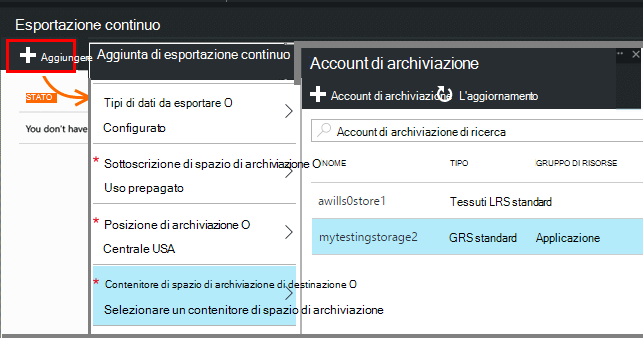 Esportazione continuo
Aggiungere
STATO
You don't have
Aggiunta di esportazione continuo
Tipi di dati da esportare O
Configurato
* Sottoscrizione di spazio di archiviazione O
Uso prepagato
* Posizione di archiviazione O
Centrale USA
* Contenitore di spazio di archiviazione di destinazione O
Selezionare un contenitore di spazio di archiviazione
Account di archiviazione
Account di archiviazione L'aggiornamento
Account di archiviazione di ricerca
NOME TIPO GRUPPO DI RISORSE
awills0store1 Tessuti LRS standard
mytestingstorage2 GRS standard Applicazione